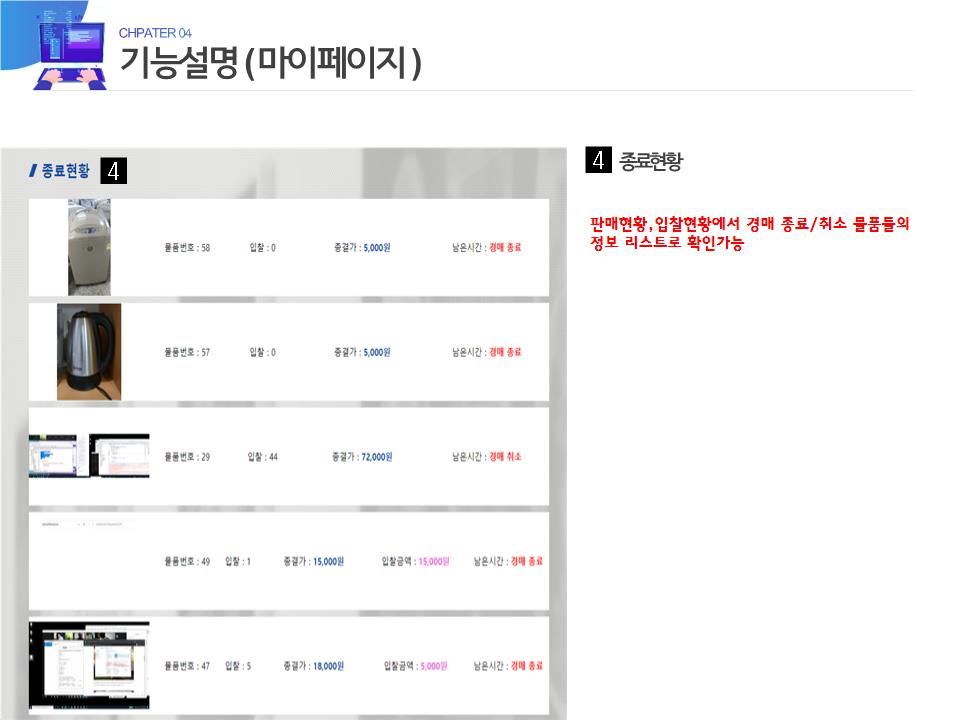 CHPATER 04
기능설명 ( 마이페이지 )
종료현황 4
물품번호 : 58 입찰 : 0 종결가 : 5,000원 남은시간 : 경매 종료
물품번호 : 57 입찰 : 0 종결가 : 5,000원 남은시간 : 경매 종료
물품번호 : 29 입찰 : 44 종결가 : 72,000원 남은시간 : 경매 취소
물품번호 : 49 입찰 : 1 종결가 : 15,000원 입찰금액 : 15,000원 남은시간 : 경매 종료
물품번호 : 47 입찰 : 5 종결가 : 18,000원 입찰금액 : 5,000원 남은시간 : 경매 종료
4 종료현황
판매현황,입찰현황에서 경매 종료/취소 물품들의
정보 리스트로 확인가능